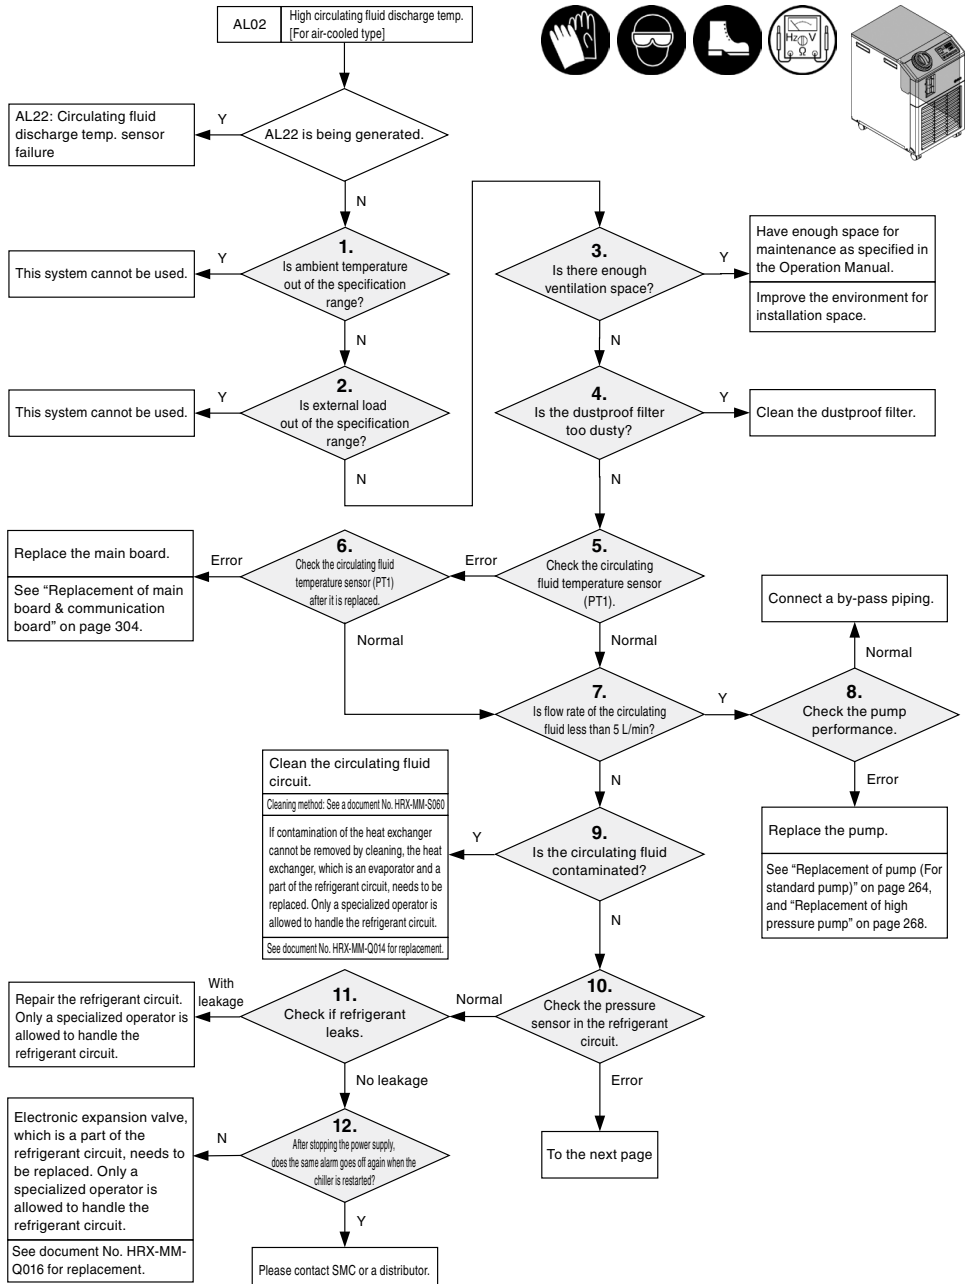 AL02
High circulating fluid discharge temp.
[For air-cooled type]
Hz V
Ω
AL22: Circulating fluid
discharge temp. sensor
failure
Y
AL22 is being generated.
N
This system cannot be used.
Y
1.
Is ambient temperature
out of the specification
range?
N
This system cannot be used.
Y
2.
Is external load
out of the specification
range?
N
3.
Is there enough
ventilation space?
Y
Have enough space for
maintenance as specified in
the Operation Manual.
Improve the environment for
installation space.
N
4.
Is the dustproof filter
too dusty?
Y
Clean the dustproof filter.
N
5.
Check the circulating
fluid temperature sensor
(PT1).
Error
6.
Check the circulating fluid
temperature sensor (PT1)
after it is replaced.
Error
Replace the main board.
See “Replacement of main
board & communication
board” on page 304.
Normal
Normal
7.
Is flow rate of the circulating
fluid less than 5 L/min?
Y
8.
Check the pump
performance.
Normal
Connect a by-pass piping.
Error
Replace the pump.
See “Replacement of pump (For
standard pump)” on page 264,
and “Replacement of high
pressure pump” on page 268.
N
9.
Is the circulating fluid
contaminated?
Y
Clean the circulating fluid
circuit.
Cleaning method: See a document No. HRX-MM-S060
If contamination of the heat exchanger
cannot be removed by cleaning, the heat
exchanger, which is an evaporator and a
part of the refrigerant circuit, needs to be
replaced. Only a specialized operator is
allowed to handle the refrigerant circuit.
See document No. HRX-MM-Q014 for replacement.
N
10.
Check the pressure
sensor in the refrigerant
circuit.
Error
To the next page
Normal
11.
Check if refrigerant
leaks.
With
leakage
Repair the refrigerant circuit.
Only a specialized operator is
allowed to handle the
refrigerant circuit.
No leakage
12.
After stopping the power supply,
does the same alarm goes off again when the
chiller is restarted?
N
Electronic expansion valve,
which is a part of the
refrigerant circuit, needs to
be replaced. Only a
specialized operator is
allowed to handle the
refrigerant circuit.
See document No. HRX-MM-
Q016 for replacement.
Y
Please contact SMC or a distributor.